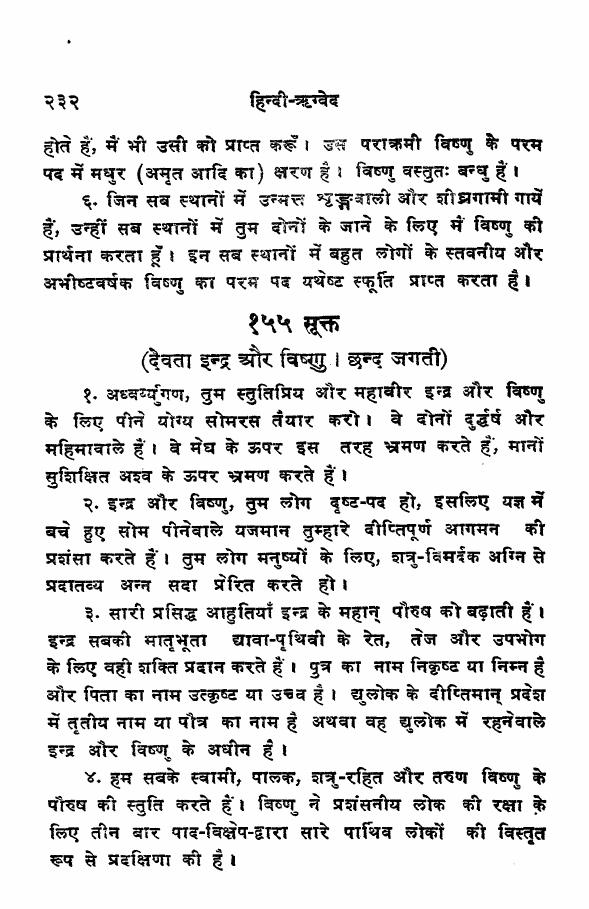 २३२ हिन्दी-ऋग्वेद
होते हैं, मैं भी उसी को प्राप्त करूँ। उस पराक्रमी विष्णु के परम
पद में मधुर (अमृत आदि का) क्षरण है। विष्णु वस्तुतः बन्धु हैं।
६. जिन सब स्थानों में उन्मत्त शृङ्गवाली और शीघ्रगामी गायें
हैं, उन्हीं सब स्थानों में तुम दोनों के जाने के लिए मैं विष्णु की
प्रार्थना करता हूँ। इन सब स्थानों में बहुत लोगों के स्तवनीय और
अभीष्टवर्षक विष्णु का परम पद यथेष्ट स्फूर्ति प्राप्त करता है।
१५५ सूक्त
(देवता इन्द्र और विष्णु। छन्द जगती)
१. अध्वर्य्युगण, तुम स्तुतिप्रिय और महावीर इन्द्र और विष्णु
के लिए पीने योग्य सोमरस तैयार करो। वे दोनों दुर्द्धर्ष और
महिमावाले हैं। वे मेघ के ऊपर इस तरह भ्रमण करते हैं, मानों
सुशिक्षित अश्व के ऊपर भ्रमण करते हैं।
२. इन्द्र और विष्णु, तुम लोग दृष्ट-पद हो, इसलिए यज्ञ में
बचे हुए सोम पीनेवाले यजमान तुम्हारे दीप्तिपूर्ण आगमन की
प्रशंसा करते हैं। तुम लोग मनुष्यों के लिए, शत्रु-विमर्दक अग्नि से
प्रदातव्य अन्न सदा प्रेरित करते हो।
३. सारी प्रसिद्ध आहुतियाँ इन्द्र के महान् पौरुष को बढ़ाती हैं।
इन्द्र सबकी मातृभूता द्यावा-पृथिवी के रेत, तेज और उपभोग
के लिए वही शक्ति प्रदान करते हैं। पुत्र का नाम निकृष्ट या निम्न है
और पिता का नाम उत्कृष्ट या उच्च है। द्युलोक के दीप्तिमान् प्रदेश
में तृतीय नाम या पौत्र का नाम है अथवा वह द्युलोक में रहनेवाले
इन्द्र और विष्णु के अधीन है।
४. हम सबके स्वामी, पालक, शत्रु-रहित और तरुण विष्णु के
पौरुष की स्तुति करते हैं। विष्णु ने प्रशंसनीय लोक की रक्षा के
लिए तीन बार पाद-विक्षेप-द्वारा सारे पार्थिव लोकों की विस्तृत
रूप से प्रदक्षिणा की है।